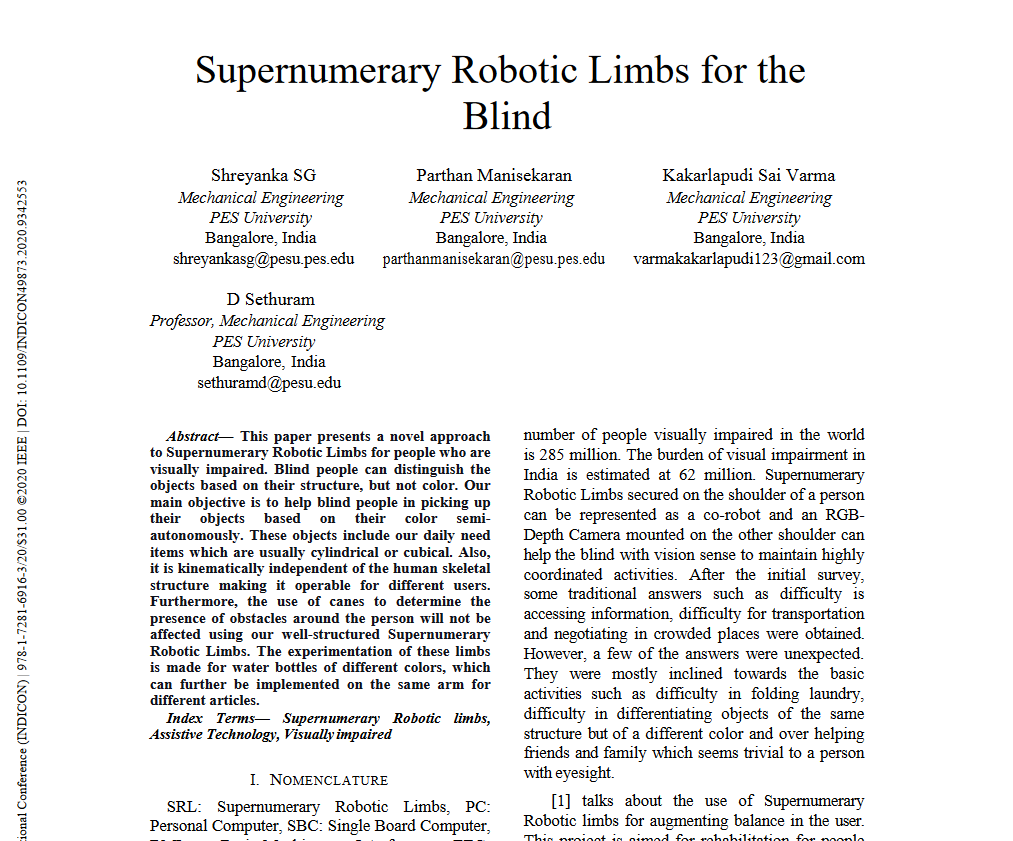 Supernumerary Robotic Limbs for the
Blind
Shreyanka SG
Mechanical Engineering
PES University
Bangalore, India
shreyankasg@pesu.pes.edu
Parthan Manisekaran
Mechanical Engineering
PES University
Bangalore, India
parthanmanisekaran@pesu.pes.edu
Kakarlapudi Sai Varma
Mechanical Engineering
PES University
Bangalore, India
varmakakarlapudi123@gmail.com
D Sethuram
Professor, Mechanical Engineering
PES University
Bangalore, India
sethuramd@pesu.edu
Abstract— This paper presents a novel approach
to Supernumerary Robotic Limbs for people who are
visually impaired. Blind people can distinguish the
objects based on their structure, but not color. Our
main objective is to help blind people in picking up
their objects based on their color semi-
autonomously. These objects include our daily need
items which are usually cylindrical or cubical. Also,
it is kinematically independent of the human skeletal
structure making it operable for different users.
Furthermore, the use of canes to determine the
presence of obstacles around the person will not be
affected using our well-structured Supernumerary
Robotic Limbs. The experimentation of these limbs
is made for water bottles of different colors, which
can further be implemented on the same arm for
different articles.
Index Terms— Supernumerary Robotic limbs,
Assistive Technology, Visually impaired
I. NOMENCLATURE
SRL: Supernumerary Robotic Limbs, PC:
Personal Computer, SBC: Single Board Computer,
number of people visually impaired in the world
is 285 million. The burden of visual impairment in
India is estimated at 62 million. Supernumerary
Robotic Limbs secured on the shoulder of a person
can be represented as a co-robot and an RGB-
Depth Camera mounted on the other shoulder can
help the blind with vision sense to maintain highly
coordinated activities. After the initial survey,
some traditional answers such as difficulty is
accessing information, difficulty for transportation
and negotiating in crowded places were obtained.
However, a few of the answers were unexpected.
They were mostly inclined towards the basic
activities such as difficulty in folding laundry,
difficulty in differentiating objects of the same
structure but of a different color and over helping
friends and family which seems trivial to a person
with eyesight.
[1] talks about the use of Supernumerary
Robotic limbs for augmenting balance in the user.
This project is aimed for rehabilitation for people
tional Conference (INDICON) | 978-1-7281-6916-3/20/$31.00 ©2020 IEEE | DOI: 10.1109/INDICON49873.2020.9342553